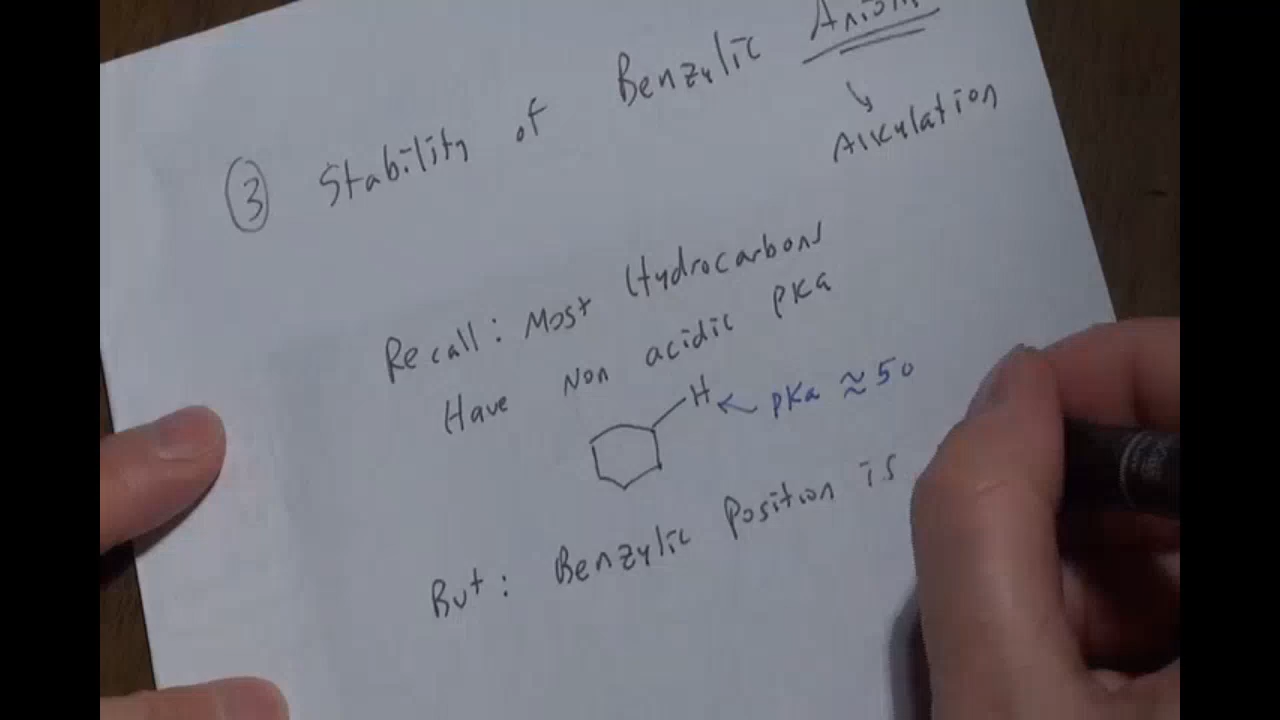 ③ Stability of Benzylic Anion
↘
Alkylation
Recall: Most Hydrocarbons
Have Non acidic pKa
H ← pKa ≈ 50
But: Benzylic Position is